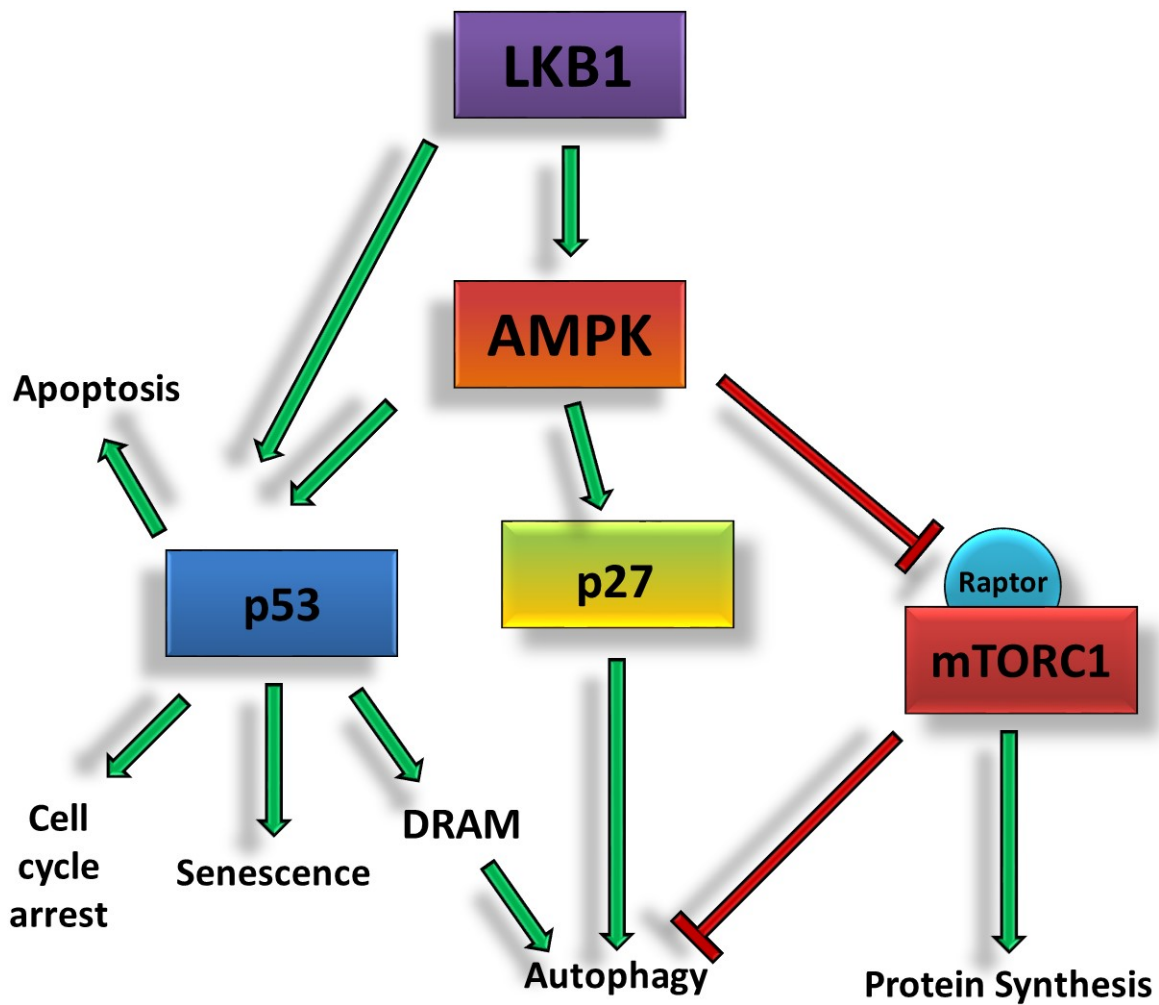 LKB1
AMPK
Apoptosis
p53
p27
Raptor
mTORC1
Cell
cycle
arrest
Senescence
DRAM
Autophagy
Protein Synthesis